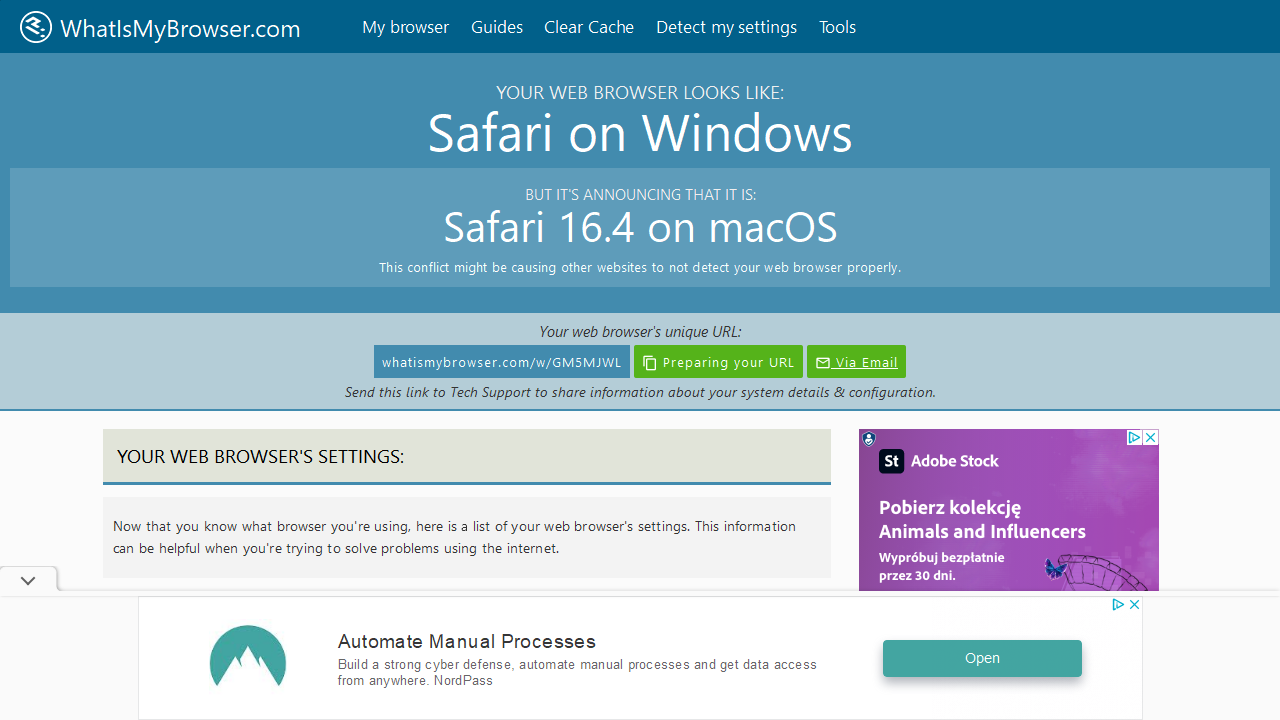 WhatIsMyBrowser.com
My browser
Guides
Clear Cache
Detect my settings
Tools
YOUR WEB BROWSER LOOKS LIKE:
Safari on Windows
BUT IT'S ANNOUNCING THAT IT IS:
Safari 16.4 on macOS
This conflict might be causing other websites to not detect your web browser properly.
Your web browser's unique URL:
whatismybrowser.com/w/GM5MJWL
Preparing your URL
Via Email
Send this link to Tech Support to share information about your system details & configuration.
YOUR WEB BROWSER'S SETTINGS:
Now that you know what browser you're using, here is a list of your web browser's settings. This information
can be helpful when you're trying to solve problems using the internet.
St Adobe Stock
Pobierz kolekcję
Animals and Influencers
Wypróbuj bezpłatnie
przez 30 dni.
Automate Manual Processes
Build a strong cyber defense, automate manual processes and get data access
from anywhere. NordPass
Open